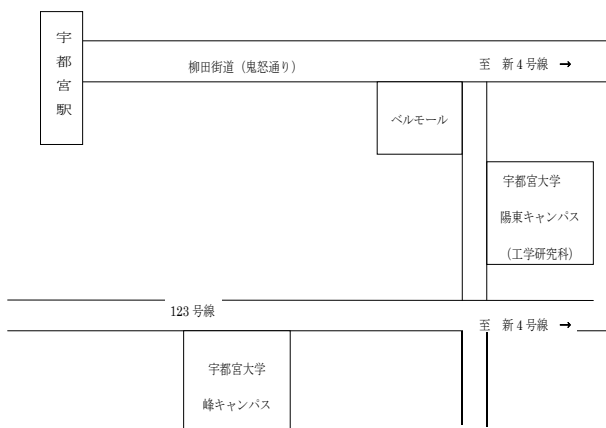 宇都宮駅
柳田街道（鬼怒通り）
至　新４号線　→
ベルモール
宇都宮大学
陽東キャンパス
（工学研究科）
123 号線
至　新４号線　→
宇都宮大学
峰キャンパス